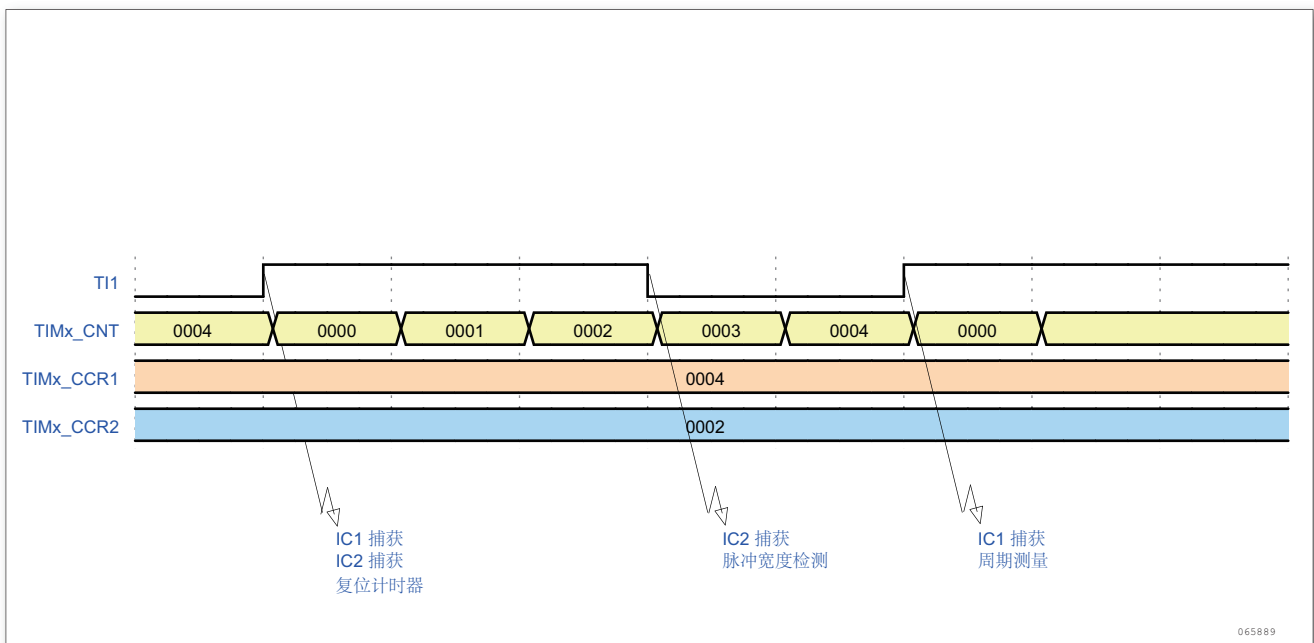 TI1
TIMx_CNT 0004 0000 0001 0002 0003 0004 0000
TIMx_CCR1 0004
TIMx_CCR2 0002
IC1 捕获
IC2 捕获
复位计时器
IC2 捕获
脉冲宽度检测
IC1 捕获
周期测量
065889